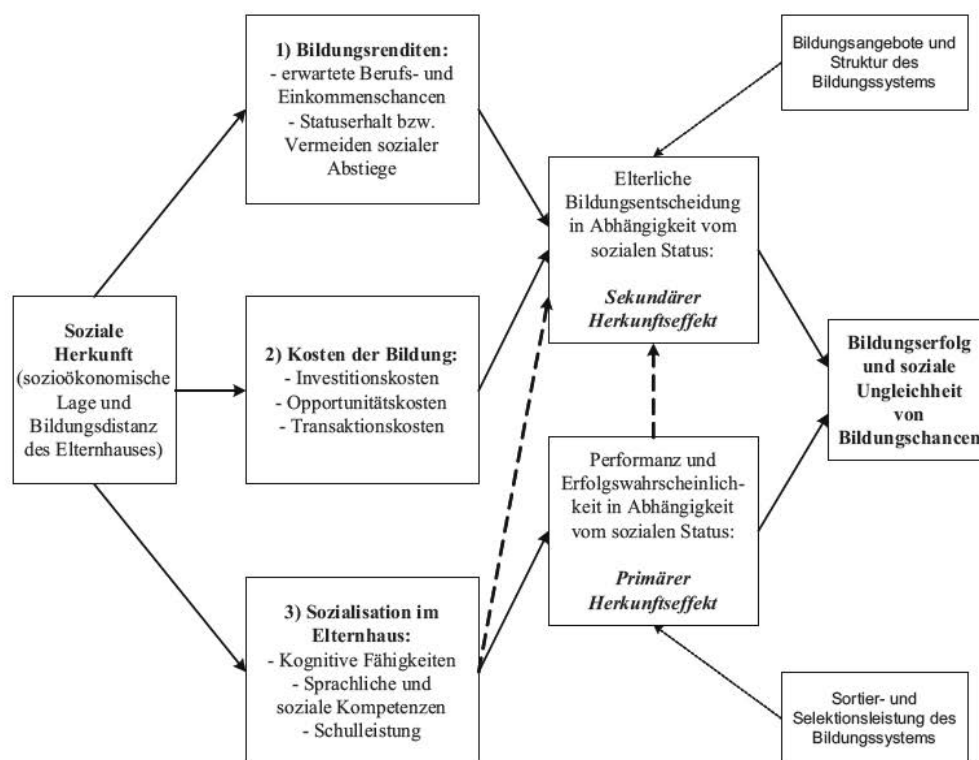 1) Bildungsrenditen:
- erwartete Berufs- und
Einkommenschancen
- Statuserhalt bzw.
Vermeiden sozialer
Abstiege
Bildungsangebote und
Struktur des
Bildungssystems
Elterliche
Bildungsentscheidung
in Abhängigkeit vom
sozialen Status:
Sekundärer
Herkunftseffekt
Soziale
Herkunft
(sozioökonomische
Lage und
Bildungsdistanz
des Elternhauses)
2) Kosten der Bildung:
- Investitionskosten
- Opportunitätskosten
- Transaktionskosten
Bildungserfolg
und soziale
Ungleichheit
von
Bildungschancen
Performanz und
Erfolgswahrscheinlich-
keit in Abhängigkeit
vom sozialen Status:
Primärer
Herkunftseffekt
3) Sozialisation im
Elternhaus:
- Kognitive Fähigkeiten
- Sprachliche und
soziale Kompetenzen
- Schulleistung
Sortier- und
Selektionsleistung des
Bildungssystems